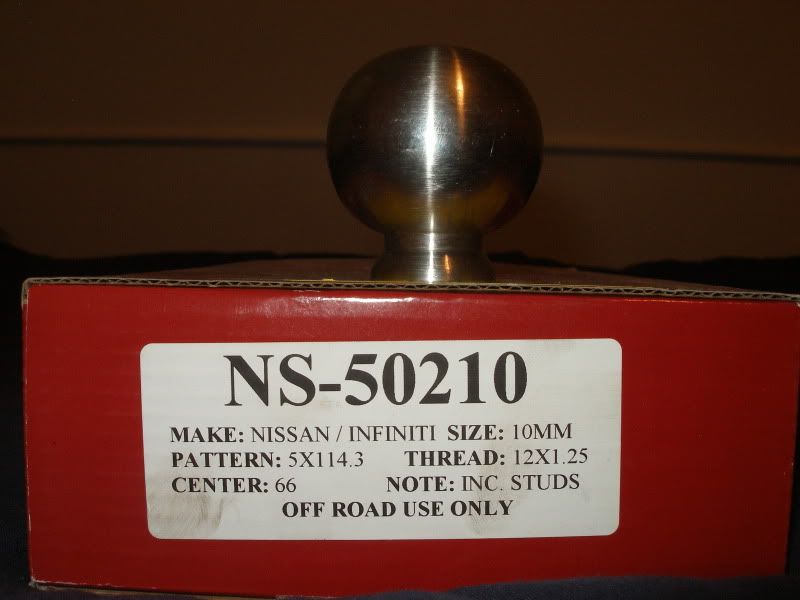 NS-50210
MAKE: NISSAN / INFINITI SIZE: 10MM
PATTERN: 5X114.3 THREAD: 12X1.25
CENTER: 66 NOTE: INC. STUDS
OFF ROAD USE ONLY